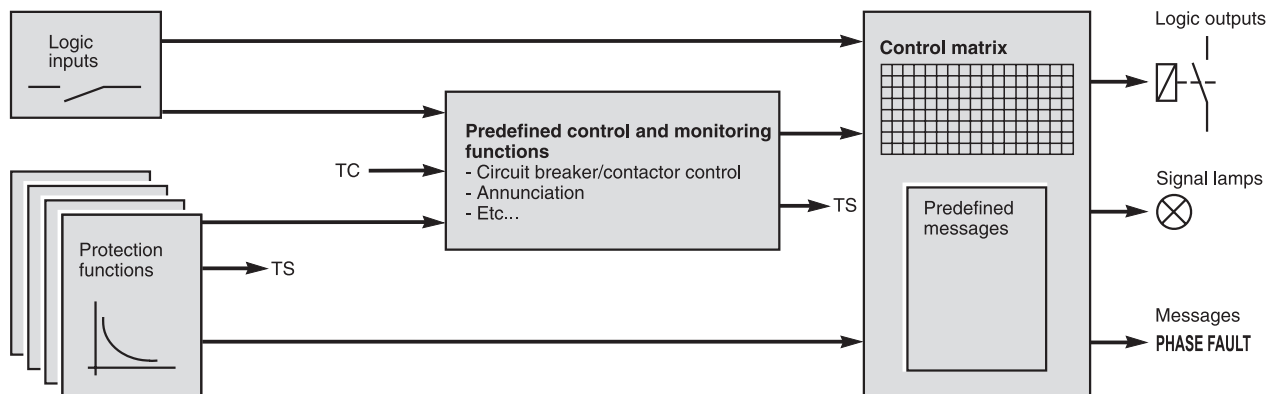 Logic
inputs
Control matrix
Logic outputs
Predefined control and monitoring
functions
- Circuit breaker/contactor control
- Annunciation
- Etc...
TC
TS
Protection
functions
TS
Predefined
messages
Signal lamps
Messages
PHASE FAULT